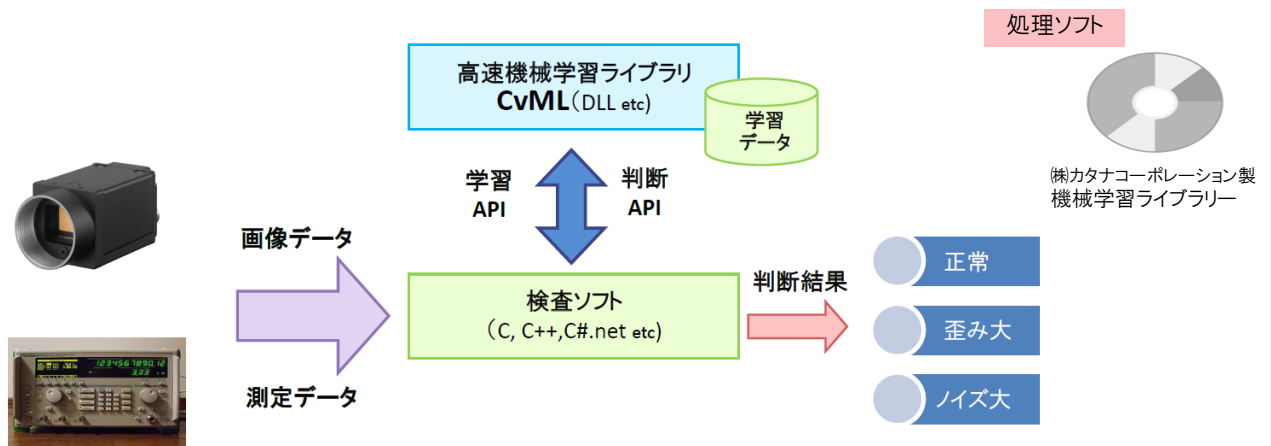 処理ソフト
高速機械学習ライブラリ
CvML(DLL etc)
学習
データ
㈱カタナコーポレーション製
機械学習ライブラリー
学習
API
判断
API
画像データ
検査ソフト
(C, C++,C#.net etc)
判断結果
正常
歪み大
ノイズ大
1234567890.12
3.33
測定データ